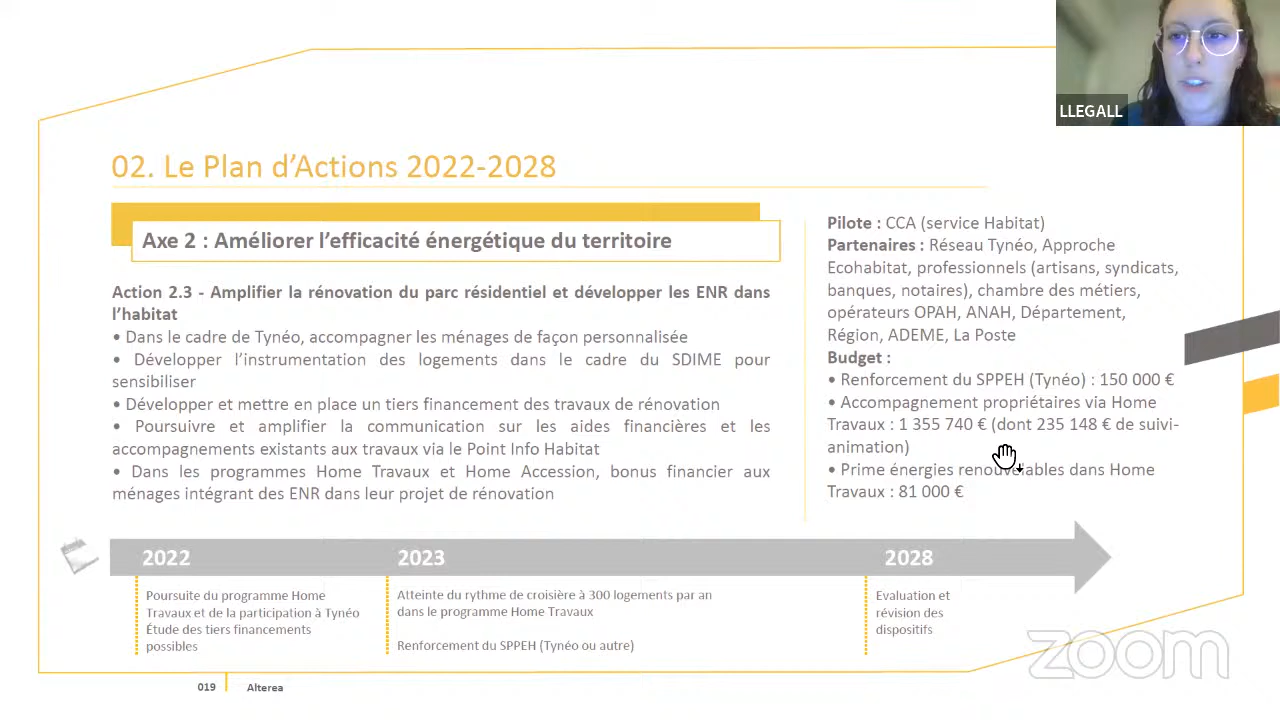 LLEGALL
02. Le Plan d’Actions 2022-2028
Axe 2 : Améliorer l’efficacité énergétique du territoire
Action 2.3 - Amplifier la rénovation du parc résidentiel et développer les ENR dans
l’habitat
• Dans le cadre de Tynéo, accompagner les ménages de façon personnalisée
• Développer l’instrumentation des logements dans le cadre du SDIME pour
sensibiliser
• Développer et mettre en place un tiers financement des travaux de rénovation
• Poursuivre et amplifier la communication sur les aides financières et les
accompagnements existants aux travaux via le Point Info Habitat
• Dans les programmes Home Travaux et Home Accession, bonus financier aux
ménages intégrant des ENR dans leur projet de rénovation
Pilote : CCA (service Habitat)
Partenaires : Réseau Tynéo, Approche
Ecohabitat, professionnels (artisans, syndicats,
banques, notaires), chambre des métiers,
opérateurs OPAH, ANAH, Département,
Région, ADEME, La Poste
Budget :
• Renforcement du SPPEH (Tynéo) : 150 000 €
• Accompagnement propriétaires via Home
Travaux : 1 355 740 € (dont 235 148 € de suivi-
animation)
• Prime énergies renouvelables dans Home
Travaux : 81 000 €
2022
Poursuite du programme Home
Travaux et de la participation à Tynéo
Étude des tiers financements
possibles
2023
Atteinte du rythme de croisière à 300 logements par an
dans le programme Home Travaux
Renforcement du SPPEH (Tynéo ou autre)
2028
Evaluation et
révision des
dispositifs
zoom
019
Alterea